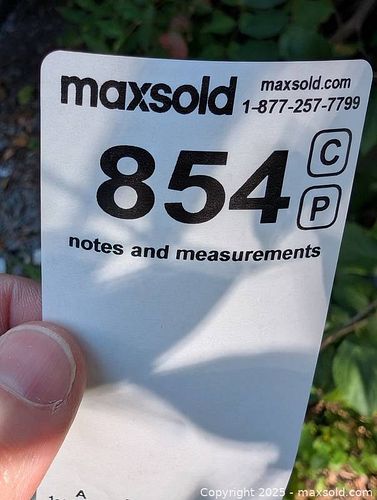 maxsold
maxsold.com
1-877-257-7799
854
C
P
notes and measurements
A
Copyright 2025 - maxsold.com